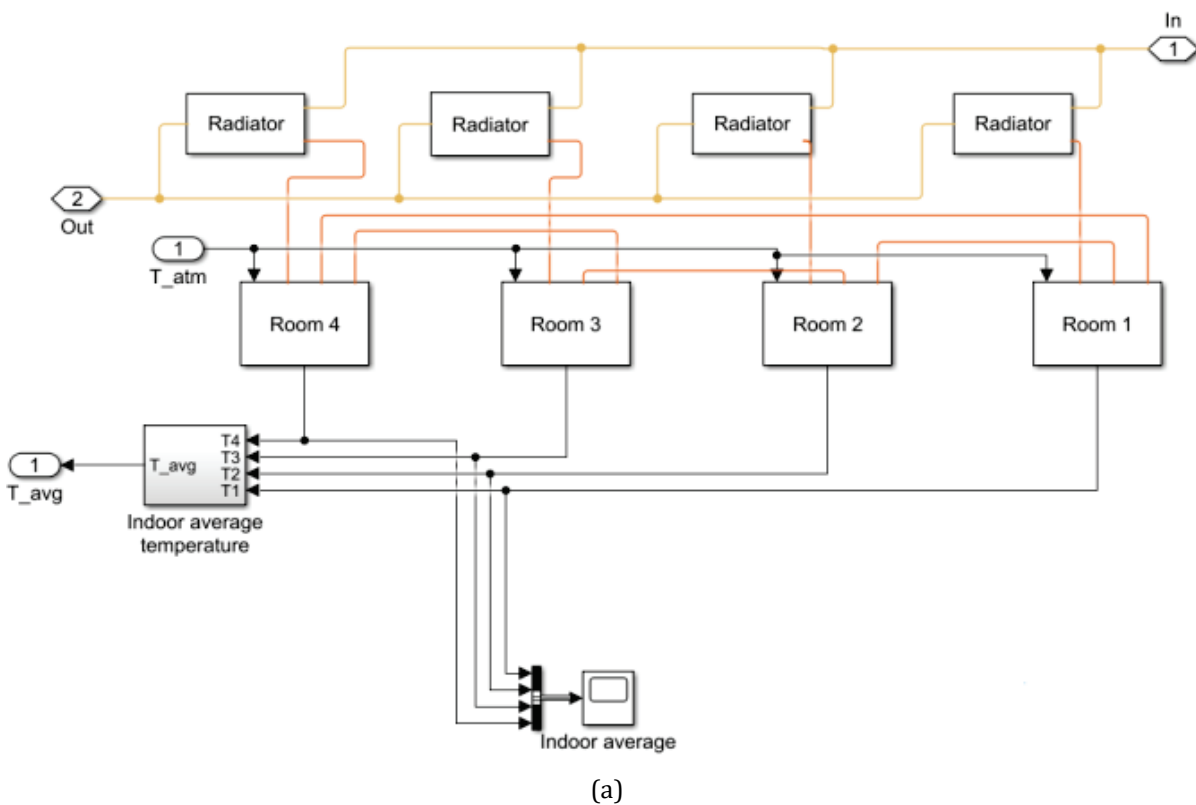 In
1
Radiator
Radiator
Radiator
Radiator
2
Out
1
T_atm
Room 4
Room 3
Room 2
Room 1
T4
T3
T_avg
T2
T1
1
T_avg
Indoor average
temperature
Indoor average
(a)